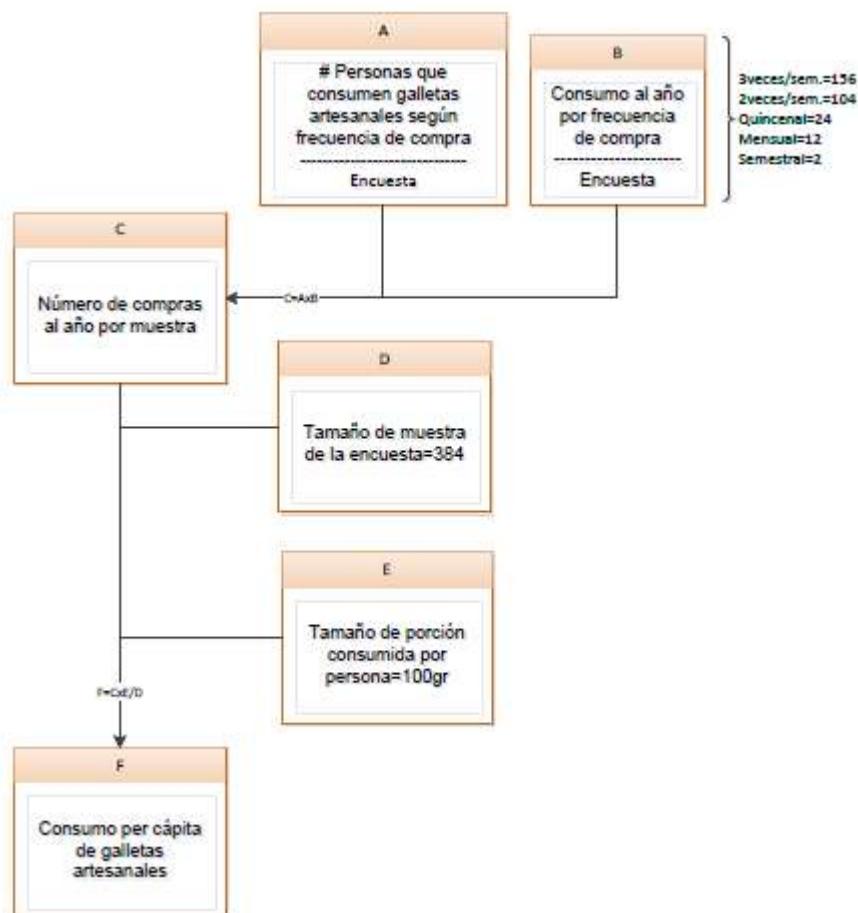 A
# Personas que
consumen galletas
artesanales según
frecuencia de compra
-------------------------------
Encuesta
B
Consumo al año
por frecuencia
de compra
---------------------
Encuesta
3veces/sem.=156
2veces/sem.=104
Quincenal=24
Mensual=12
Semestral=2
C
Número de compras
al año por muestra
C=AxB
D
Tamaño de muestra
de la encuesta=384
E
Tamaño de porción
consumida por
persona=100gr
F=CxE/D
F
Consumo per cápita
de galletas
artesanales